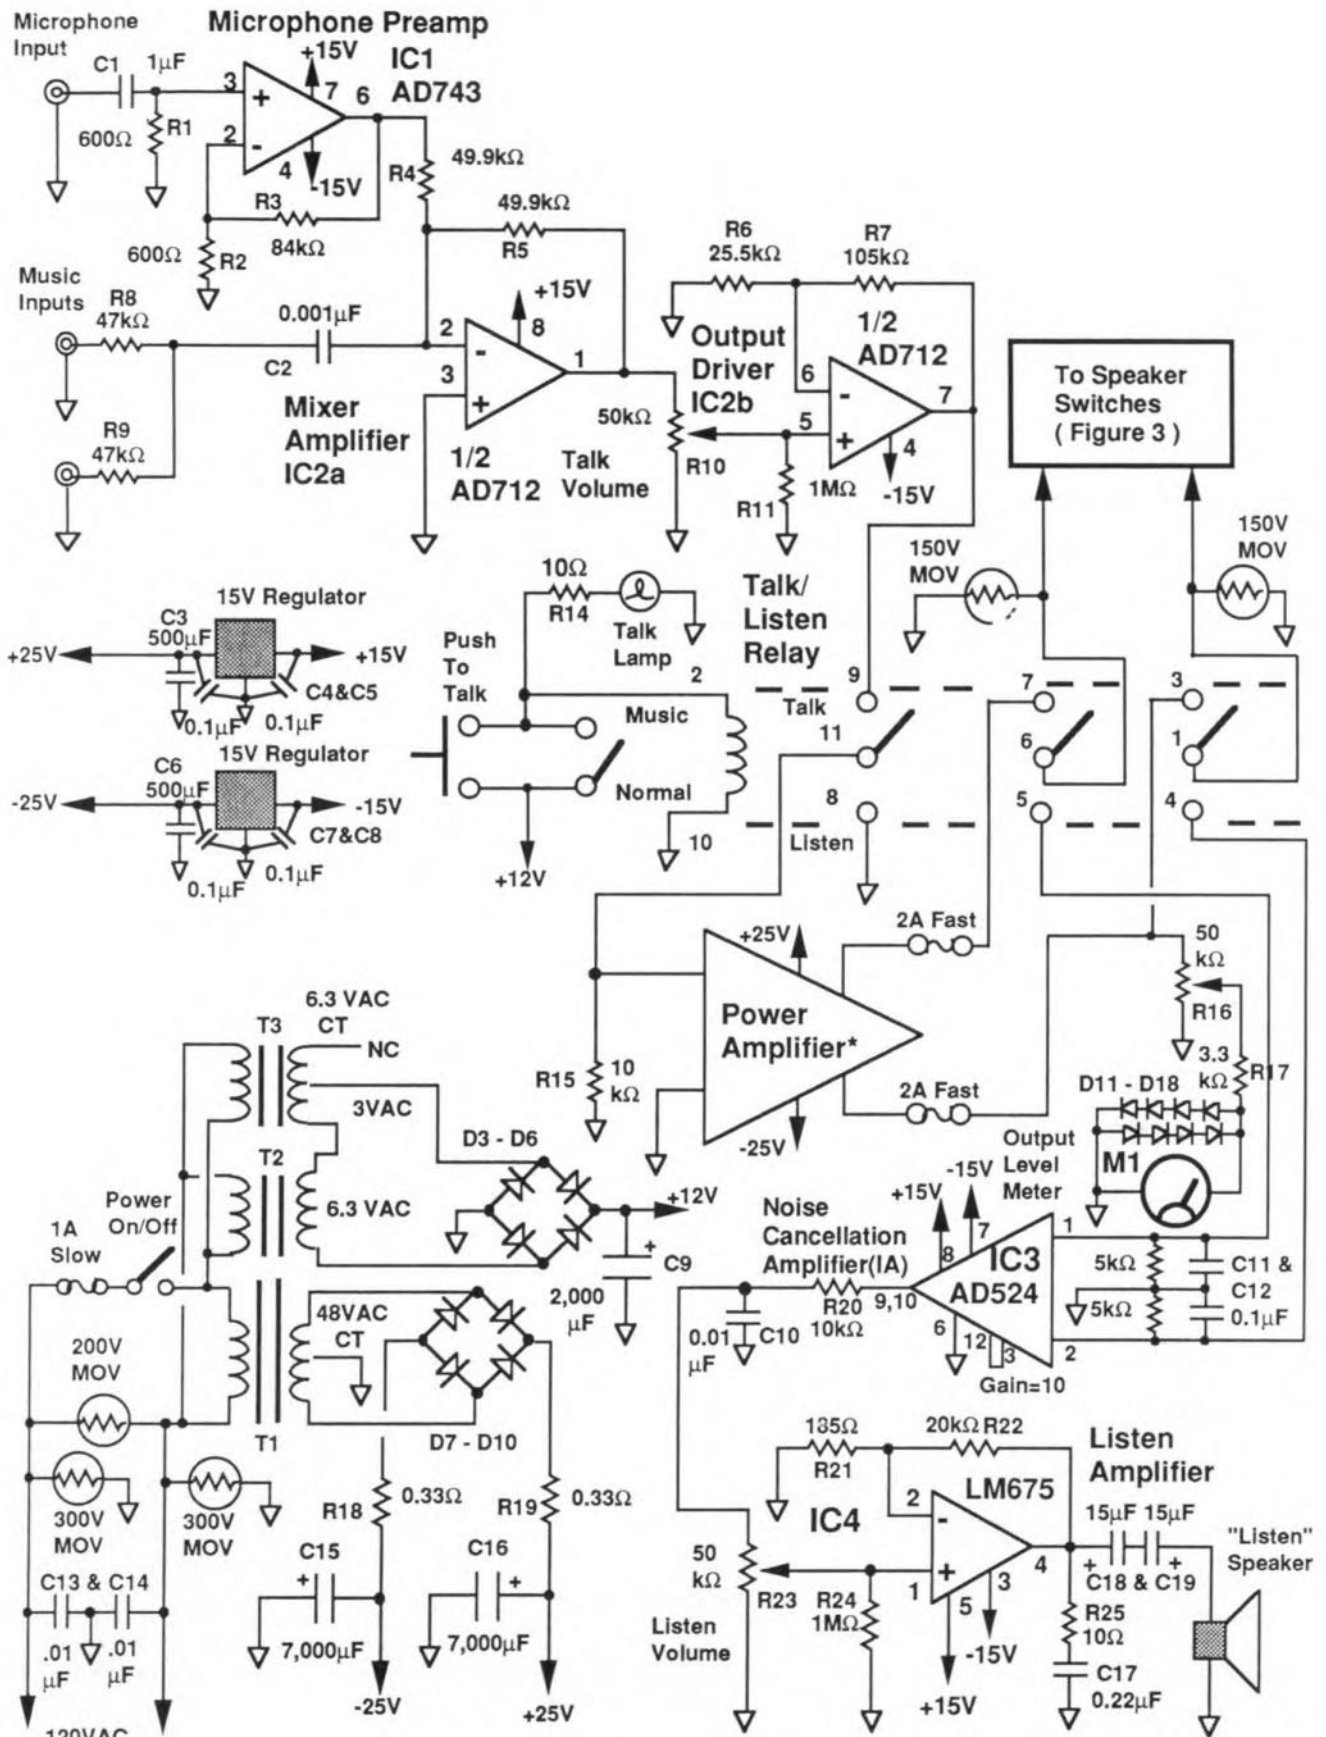 Microphone
Input
Microphone Preamp
C1
1µF
+15V
IC1
AD743
3
+
7
6
600Ω
R1
2
-
4
-15V
R4
49.9kΩ
R3
84kΩ
49.9kΩ
R5
600Ω
R2
Music
Inputs
R8
47kΩ
0.001µF
C2
+15V
8
2
-
3
+
1
R9
47kΩ
Mixer
Amplifier
IC2a
1/2
AD712
Talk
Volume
50kΩ
R10
R6
25.5kΩ
R7
105kΩ
Output
Driver
IC2b
1/2
AD712
6
-
5
+
7
4
-15V
1MΩ
R11
To Speaker
Switches
( Figure 3 )
150V
MOV
150V
MOV
15V Regulator
C3
500µF
+25V
+15V
C4&C5
0.1µF
0.1µF
15V Regulator
C6
500µF
-25V
-15V
C7&C8
0.1µF
0.1µF
10Ω
R14
Talk
Lamp
Push
To
Talk
2
Music
Normal
10
+12V
Talk/
Listen
Relay
9
Talk
11
8
Listen
7
6
5
3
1
4
2A Fast
+25V
Power
Amplifier*
-25V
2A Fast
R15
10
kΩ
50
kΩ
R16
3.3
kΩ
R17
D11 - D18
Output
Level
Meter
M1
6.3 VAC
CT
T3
NC
3VAC
T2
6.3 VAC
D3 - D6
+12V
+
C9
2,000
µF
Power
On/Off
1A
Slow
48VAC
CT
T1
D7 - D10
200V
MOV
300V
MOV
300V
MOV
C13 & C14
.01
µF
.01
µF
120VAC
R18
0.33Ω
R19
0.33Ω
C15
+
7,000µF
-25V
C16
+
7,000µF
+25V
Noise
Cancellation
Amplifier(IA)
+15V
-15V
8
7
IC3
AD524
1
2
9,10
6
12
3
Gain=10
R20
10kΩ
0.01
µF
C10
5kΩ
5kΩ
C11 &
C12
0.1µF
185Ω
R21
20kΩ R22
Listen
Amplifier
LM675
IC4
2
-
1
+
4
3
5
-15V
+15V
50
kΩ
R23
Listen
Volume
R24
1MΩ
15µF 15µF
+
+
C18 & C19
R25
10Ω
C17
0.22µF
"Listen"
Speaker